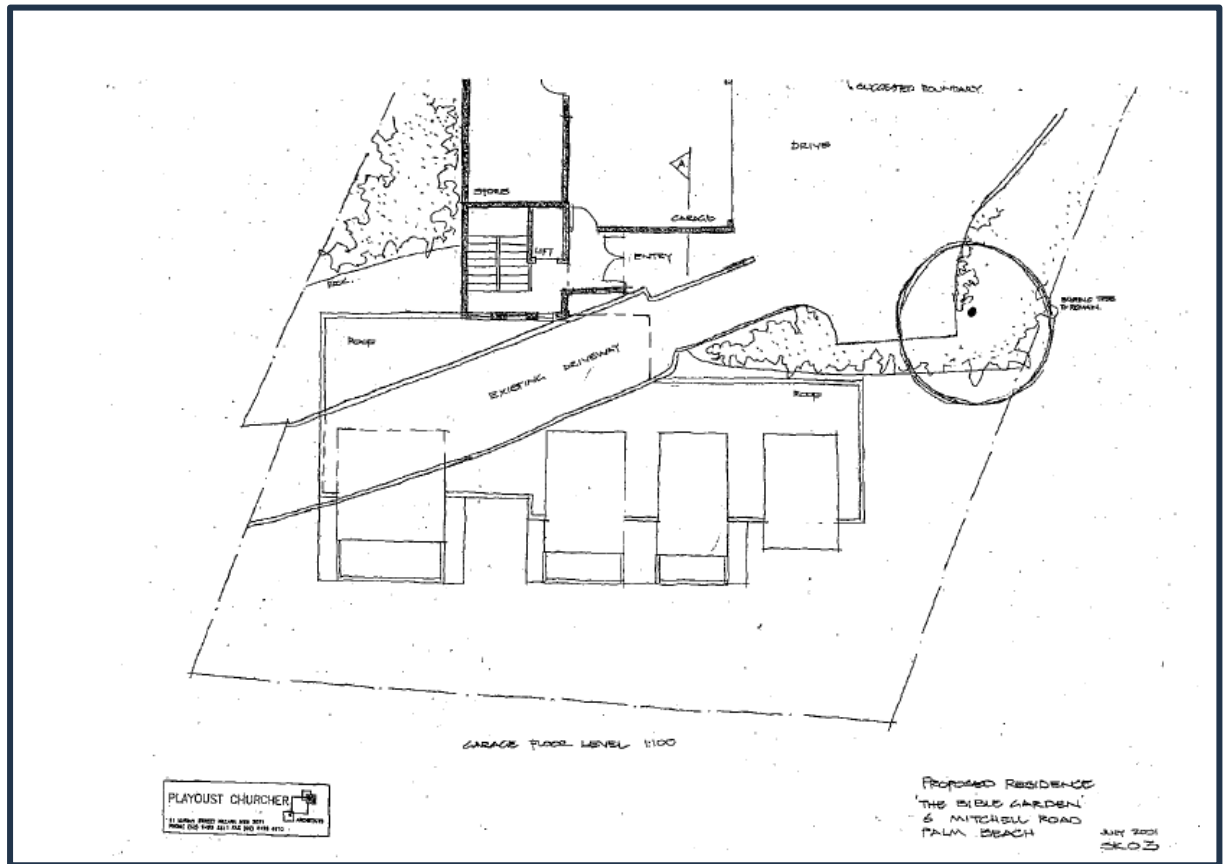 SUGGESTED BOUNDARY.
DRIVE
STORE
GARAGE
LIFT
ENTRY
A
ROOF
EXISTING DRIVEWAY
ROOF
TREE
TO REMAIN.
GARAGE FLOOR LEVEL 1:100
PLAYOUST CHURCHER
ARCHITECTS
PROPOSED RESIDENCE
'THE BIBLE GARDEN'
6 MITCHELL ROAD
PALM BEACH
JULY 2001
SK03